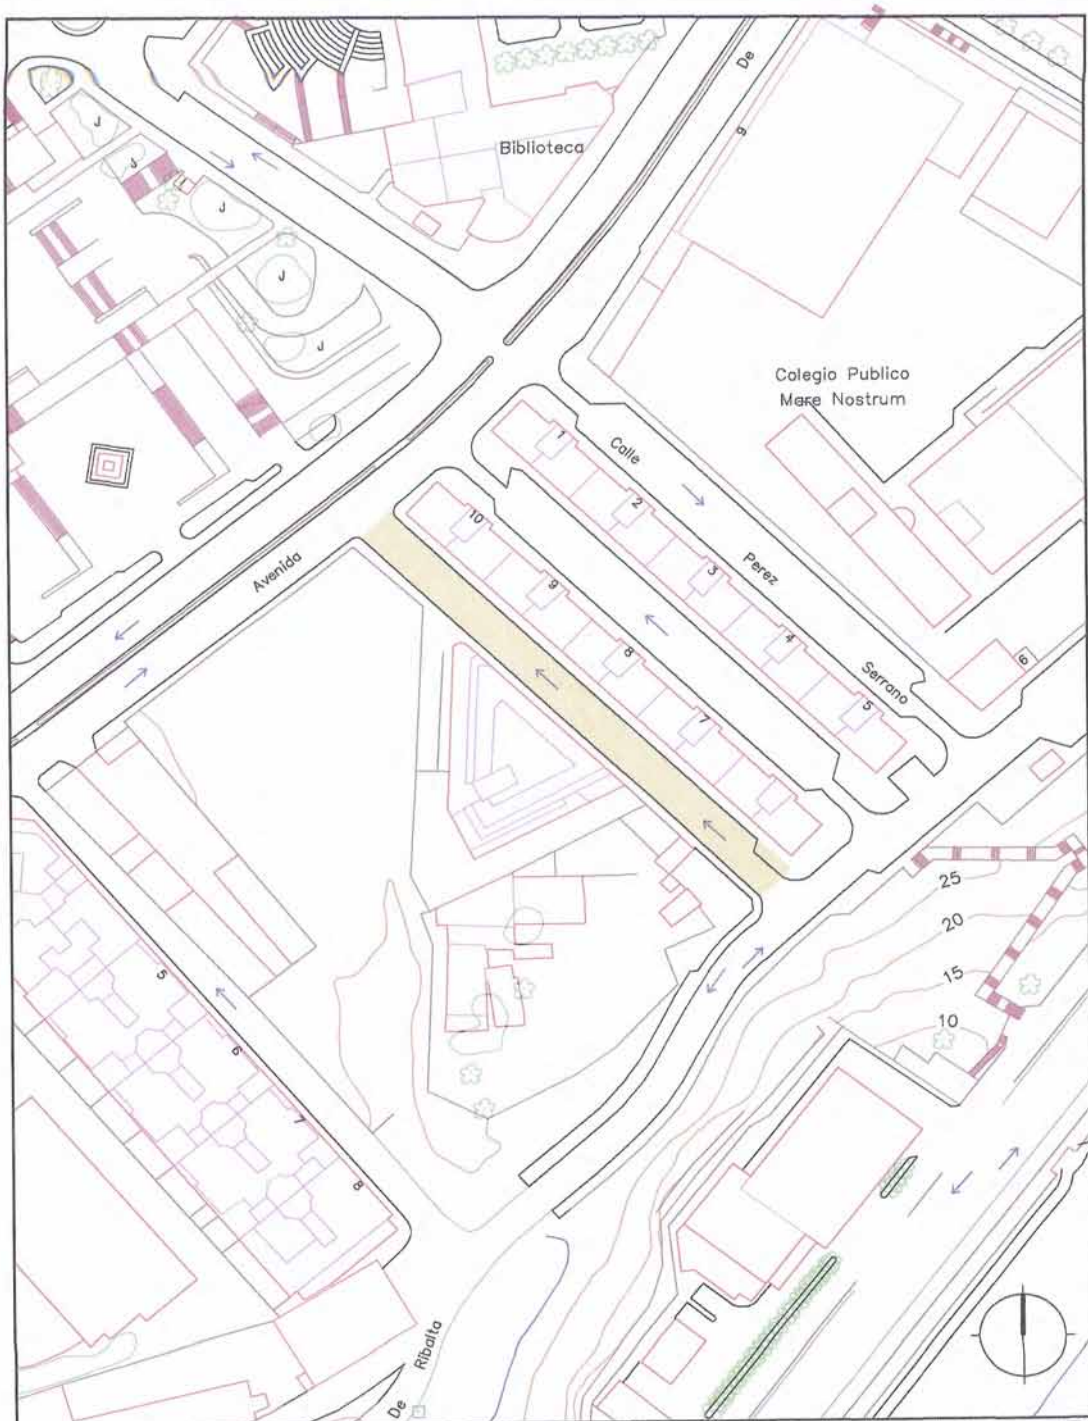 De
9
Biblioteca
J
J
J
J
J
Colegio Publico
Mare Nostrum
1
Calle
2
10
Avenida
3
Perez
9
4
8
Serrano
6
5
7
25
20
15
10
5
6
7
8
Ribalta
De